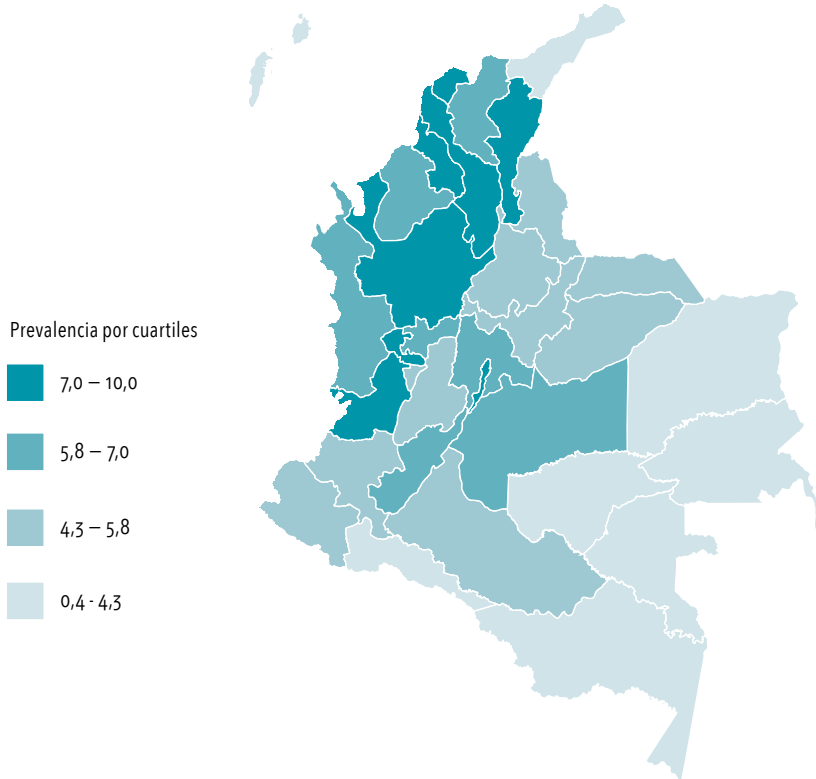 Prevalencia por cuartiles
7,0 – 10,0
5,8 – 7,0
4,3 – 5,8
0,4 - 4,3